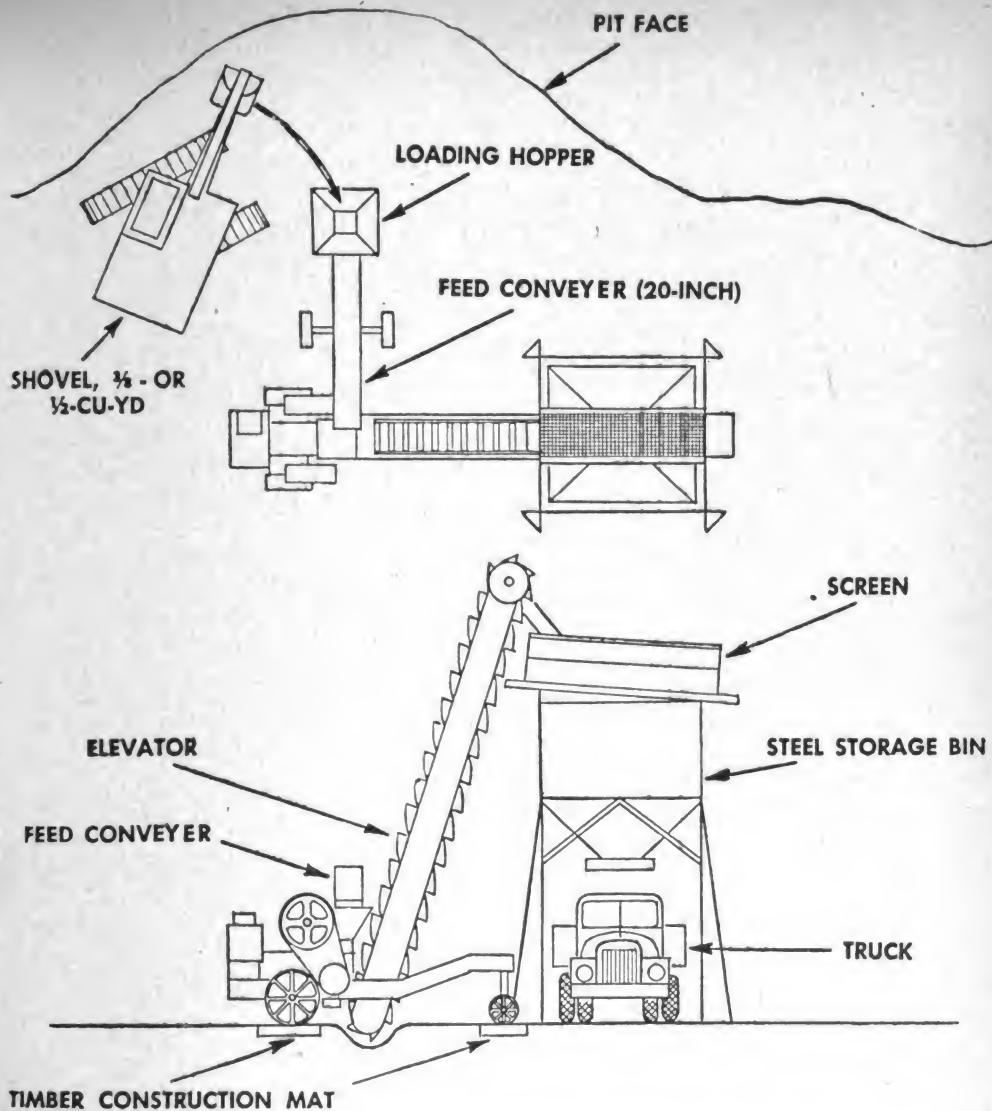 PIT FACE
LOADING HOPPER
FEED CONVEYER (20-INCH)
SHOVEL, ⅜ - OR
½-CU-YD
SCREEN
ELEVATOR
STEEL STORAGE BIN
FEED CONVEYER
TRUCK
TIMBER CONSTRUCTION MAT